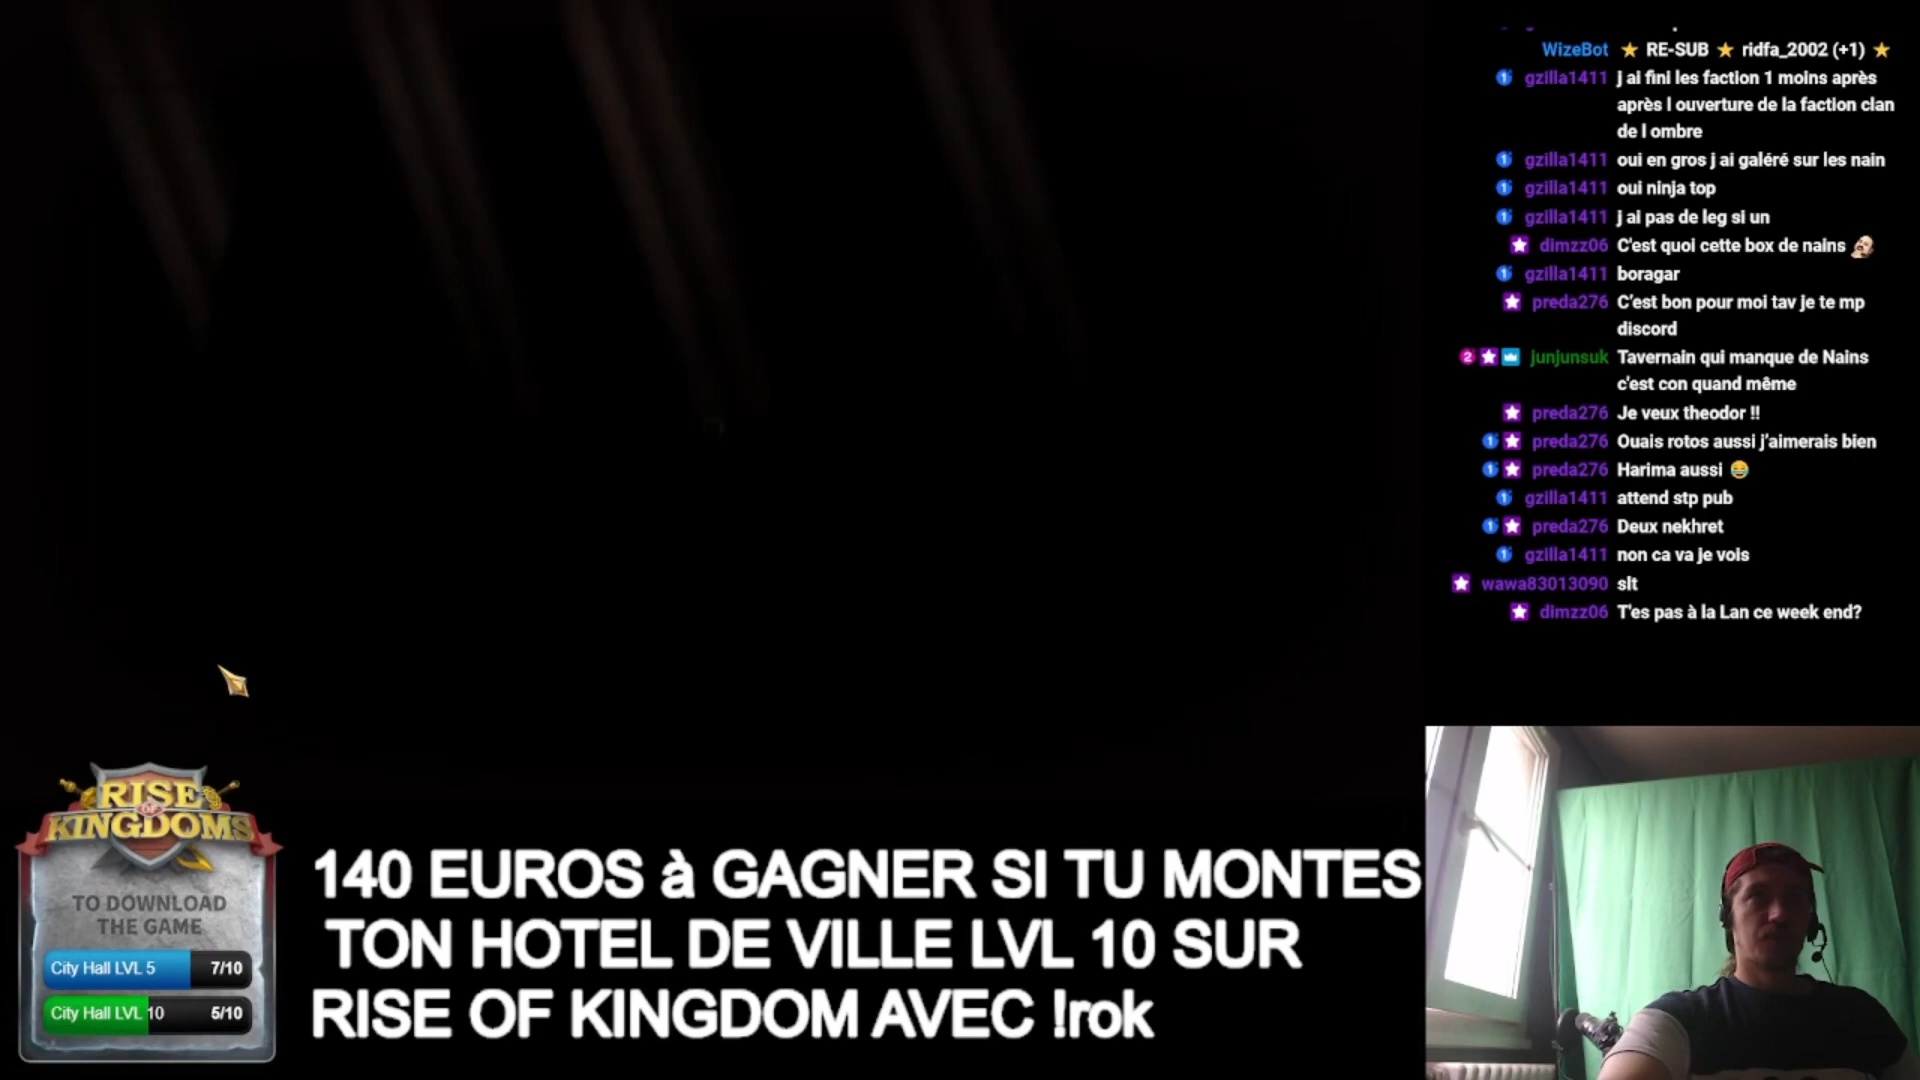 WizeBot ⭐ RE-SUB ⭐ ridfa_2002 (+1) ⭐
gzilla1411 j ai fini les faction 1 moins après
après l ouverture de la faction clan
de l ombre
gzilla1411 oui en gros j ai galéré sur les nain
gzilla1411 oui ninja top
gzilla1411 j ai pas de leg si un
dimzz06 C'est quoi cette box de nains
gzilla1411 boragar
preda276 C'est bon pour moi tav je te mp
discord
2 junjunsuk Tavernain qui manque de Nains
c'est con quand même
preda276 Je veux theodor !!
1 preda276 Ouais rotos aussi j'aimerais bien
1 preda276 Harima aussi 😂
gzilla1411 attend stp pub
1 preda276 Deux nekhret
gzilla1411 non ca va je vois
wawa83013090 slt
dimzz06 T'es pas à la Lan ce week end?
RISE
OF
KINGDOMS
TO DOWNLOAD
THE GAME
City Hall LVL 5 7/10
City Hall LVL 10 5/10
140 EUROS à GAGNER SI TU MONTES
TON HOTEL DE VILLE LVL 10 SUR
RISE OF KINGDOM AVEC !rok